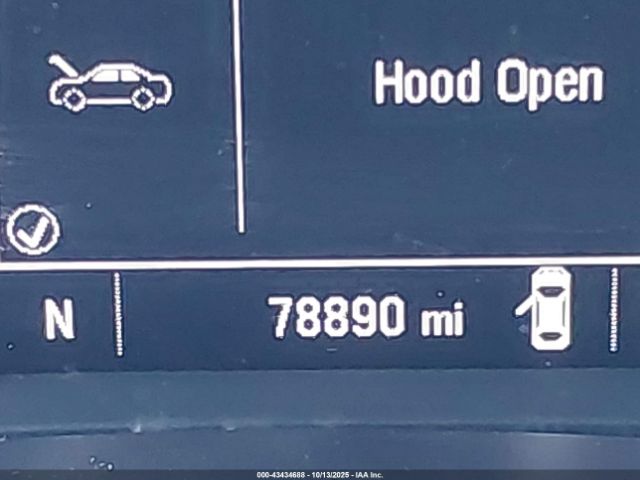 Hood Open
N 78890 mi
000-43434688 - 10/13/2025 - IAA Inc.